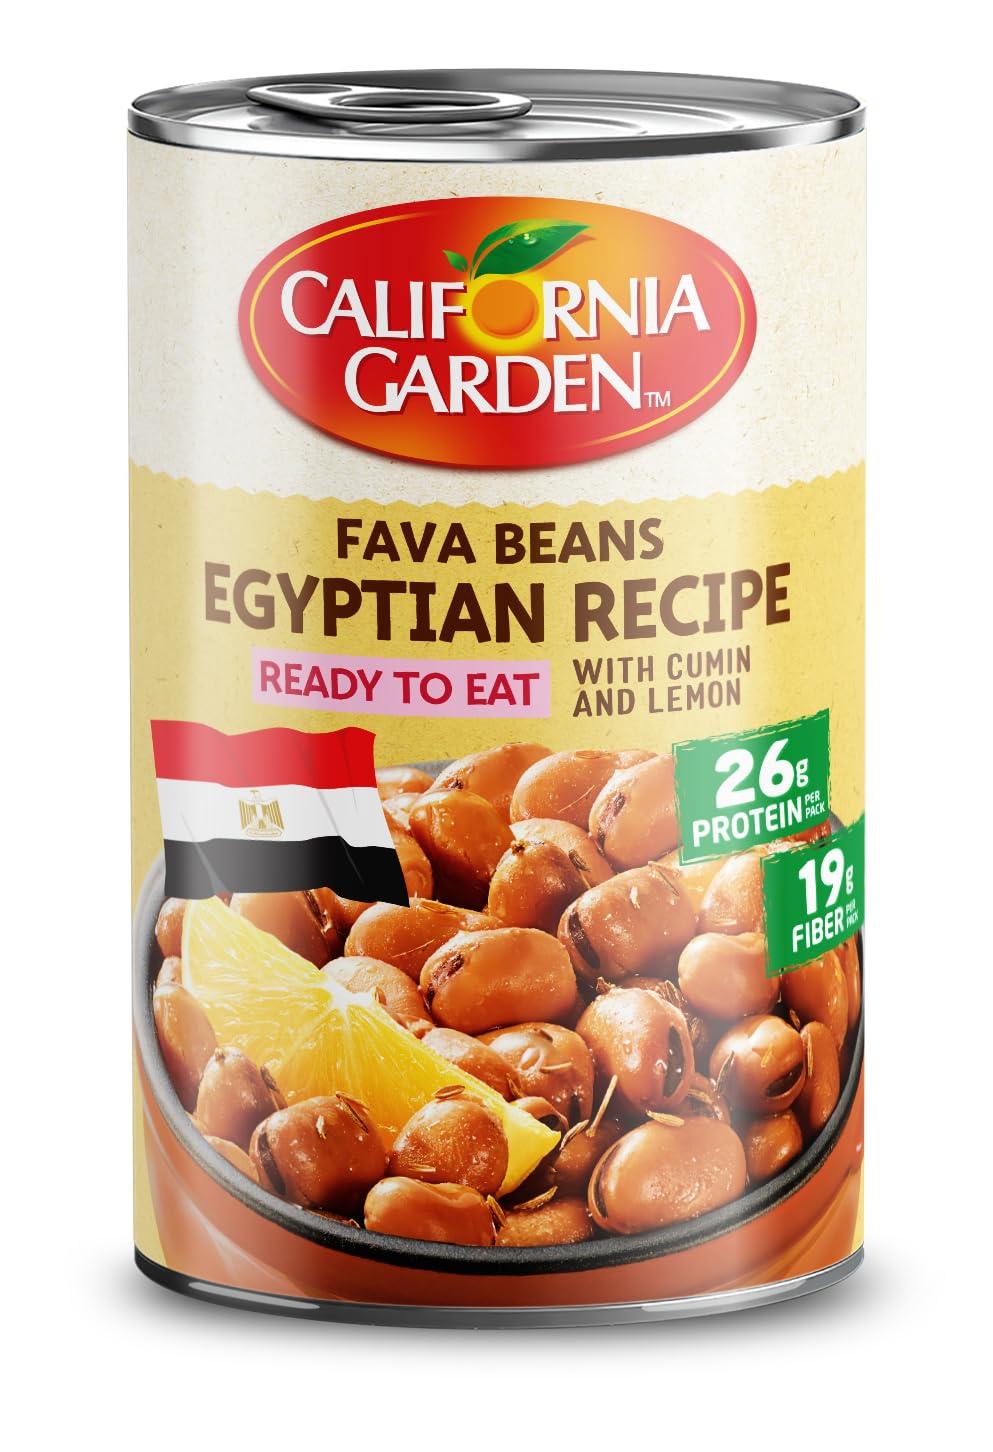 CALIFORNIA
GARDEN™
FAVA BEANS
EGYPTIAN RECIPE
READY TO EAT
WITH CUMIN
AND LEMON
26g
PROTEIN PER
PACK
19g
FIBER PER
PACK